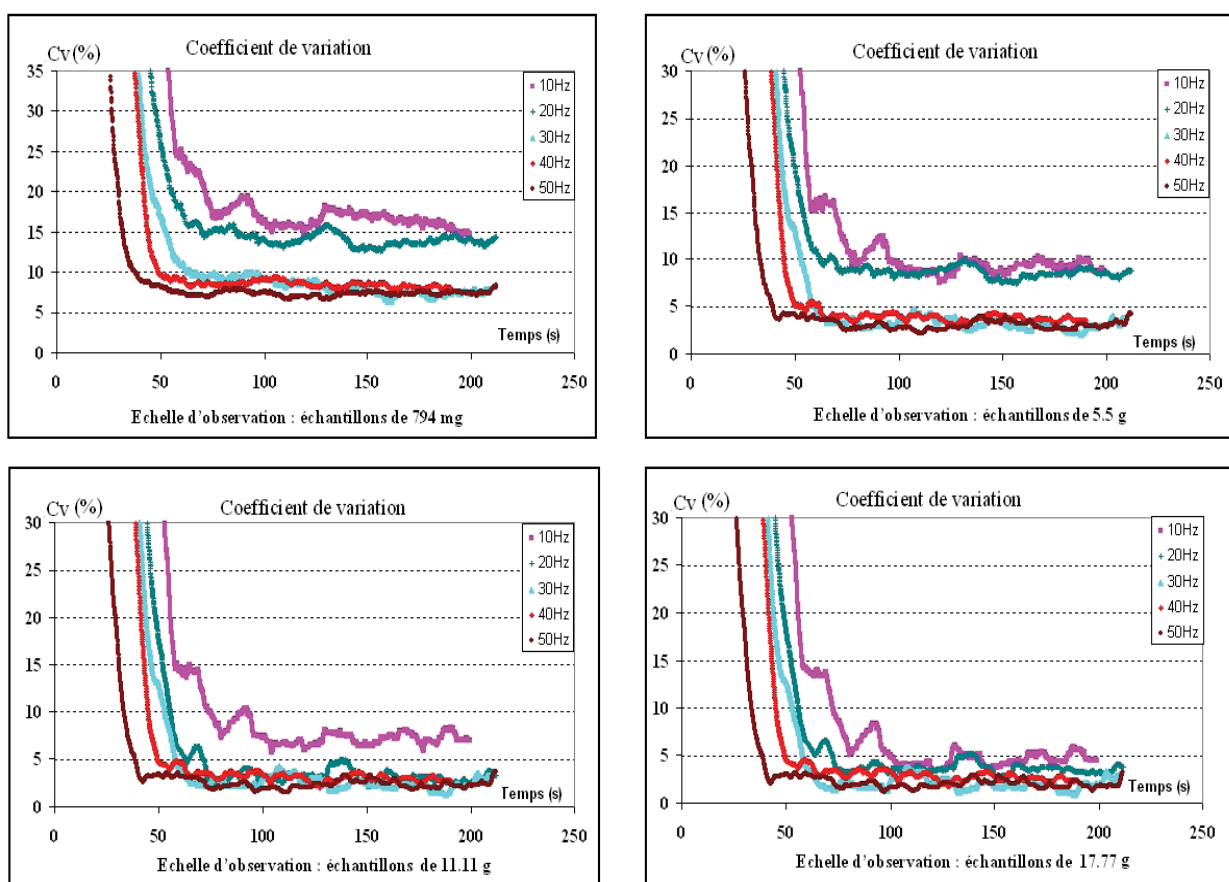 Coefficient de variation
Cv (%)
35
30
25
20
15
10
5
0
10Hz
20Hz
30Hz
40Hz
50Hz
Temps (s)
0 50 100 150 200 250
Echelle d'observation : échantillons de 794 mg
Coefficient de variation
Cv (%)
30
25
20
15
10
5
0
10Hz
20Hz
30Hz
40Hz
50Hz
Temps (s)
0 50 100 150 200 250
Echelle d'observation : échantillons de 5.5 g
Coefficient de variation
Cv (%)
30
25
20
15
10
5
0
10Hz
20Hz
30Hz
40Hz
50Hz
Temps (s)
0 50 100 150 200 250
Echelle d'observation : échantillons de 11.11 g
Coefficient de variation
Cv (%)
30
25
20
15
10
5
0
10Hz
20Hz
30Hz
40Hz
50Hz
Temps (s)
0 50 100 150 200 250
Echelle d'observation : échantillons de 17.77 g